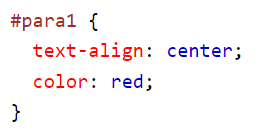 #para1 {
  text-align: center;
  color: red;
}